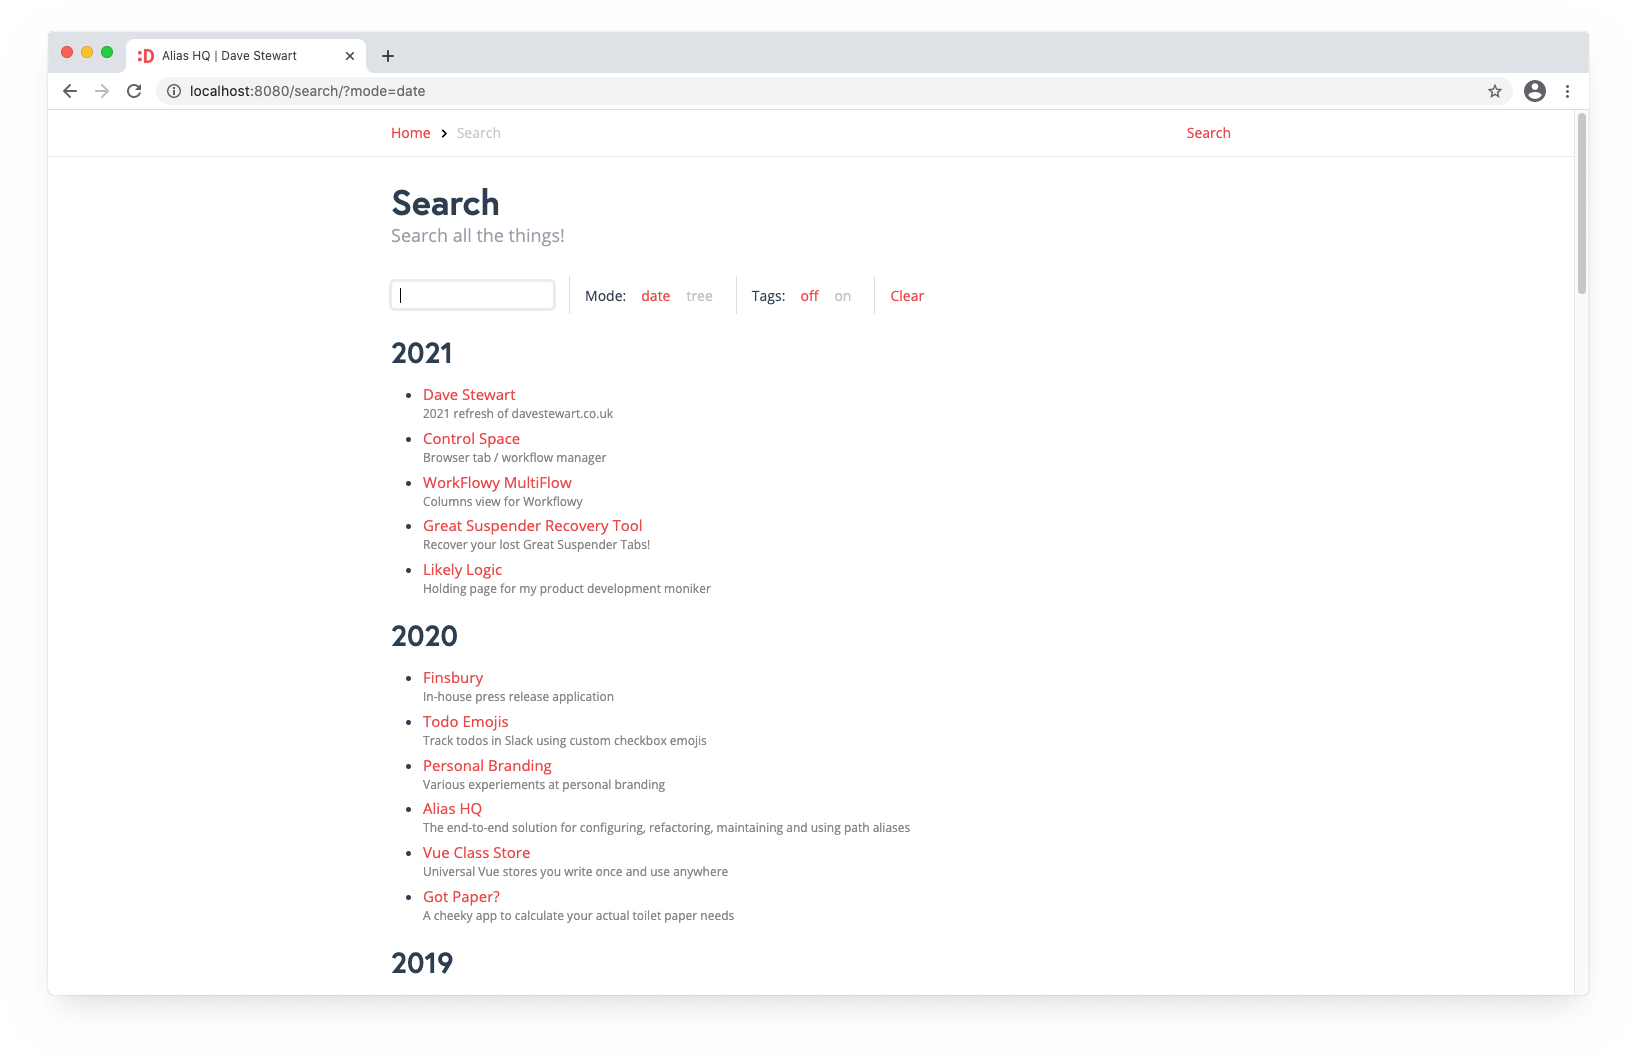 :D Alias HQ | Dave Stewart
localhost:8080/search/?mode=date
Home Search Search
Search
Search all the things!
Mode: date tree Tags: off on Clear
2021
Dave Stewart
2021 refresh of davestewart.co.uk
Control Space
Browser tab / workflow manager
WorkFlowy MultiFlow
Columns view for Workflowy
Great Suspender Recovery Tool
Recover your lost Great Suspender Tabs!
Likely Logic
Holding page for my product development moniker
2020
Finsbury
In-house press release application
Todo Emojis
Track todos in Slack using custom checkbox emojis
Personal Branding
Various experiements at personal branding
Alias HQ
The end-to-end solution for configuring, refactoring, maintaining and using path aliases
Vue Class Store
Universal Vue stores you write once and use anywhere
Got Paper?
A cheeky app to calculate your actual toilet paper needs
2019